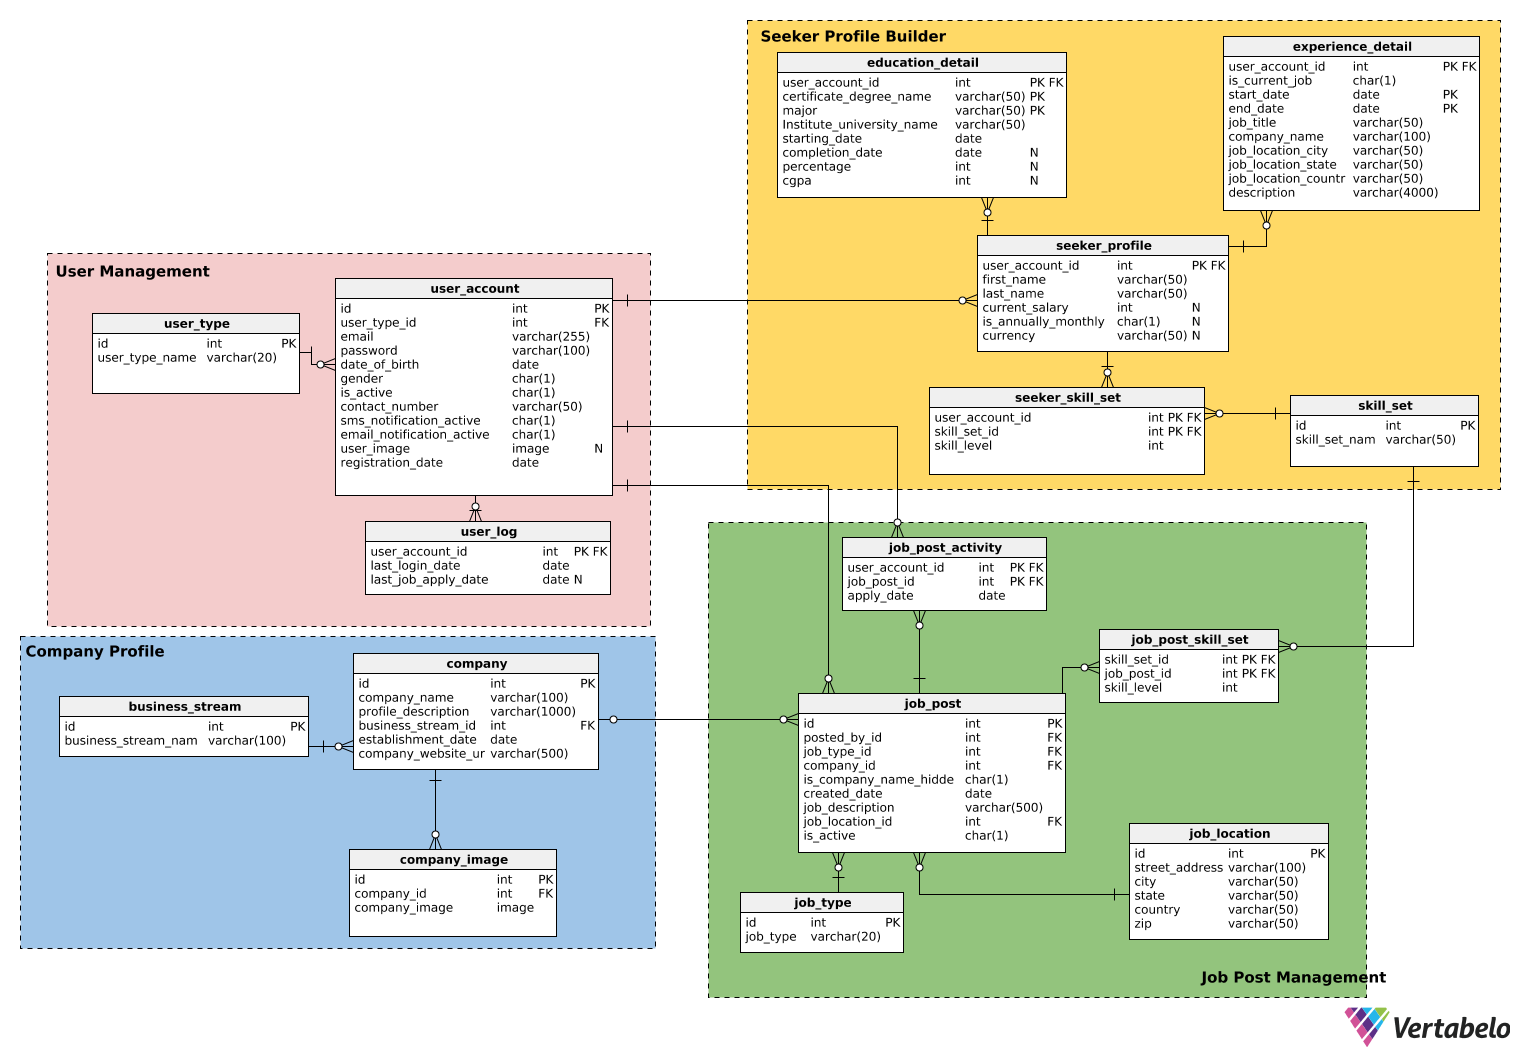 Seeker Profile Builder
education_detail
user_account_id int PK FK
certificate_degree_name varchar(50) PK
major varchar(50) PK
Institute_university_name varchar(50)
starting_date date
completion_date date N
percentage int N
cgpa int N
experience_detail
user_account_id int PK FK
is_current_job char(1)
start_date date PK
end_date date PK
job_title varchar(50)
company_name varchar(100)
job_location_city varchar(50)
job_location_state varchar(50)
job_location_countr varchar(50)
description varchar(4000)
seeker_profile
user_account_id int PK FK
first_name varchar(50)
last_name varchar(50)
current_salary int N
is_annually_monthly char(1) N
currency varchar(50) N
seeker_skill_set
user_account_id int PK FK
skill_set_id int PK FK
skill_level int
skill_set
id int PK
skill_set_nam varchar(50)
User Management
user_type
id int PK
user_type_name varchar(20)
user_account
id int PK
user_type_id int FK
email varchar(255)
password varchar(100)
date_of_birth date
gender char(1)
is_active char(1)
contact_number varchar(50)
sms_notification_active char(1)
email_notification_active char(1)
user_image image N
registration_date date
user_log
user_account_id int PK FK
last_login_date date
last_job_apply_date date N
Company Profile
business_stream
id int PK
business_stream_nam varchar(100)
company
id int PK
company_name varchar(100)
profile_description varchar(1000)
business_stream_id int FK
establishment_date date
company_website_ur varchar(500)
company_image
id int PK
company_id int FK
company_image image
job_post_activity
user_account_id int PK FK
job_post_id int PK FK
apply_date date
job_post_skill_set
skill_set_id int PK FK
job_post_id int PK FK
skill_level int
job_post
id int PK
posted_by_id int FK
job_type_id int FK
company_id int FK
is_company_name_hidde char(1)
created_date date
job_description varchar(500)
job_location_id int FK
is_active char(1)
job_type
id int PK
job_type varchar(20)
job_location
id int PK
street_address varchar(100)
city varchar(50)
state varchar(50)
country varchar(50)
zip varchar(50)
Job Post Management
Vertabelo